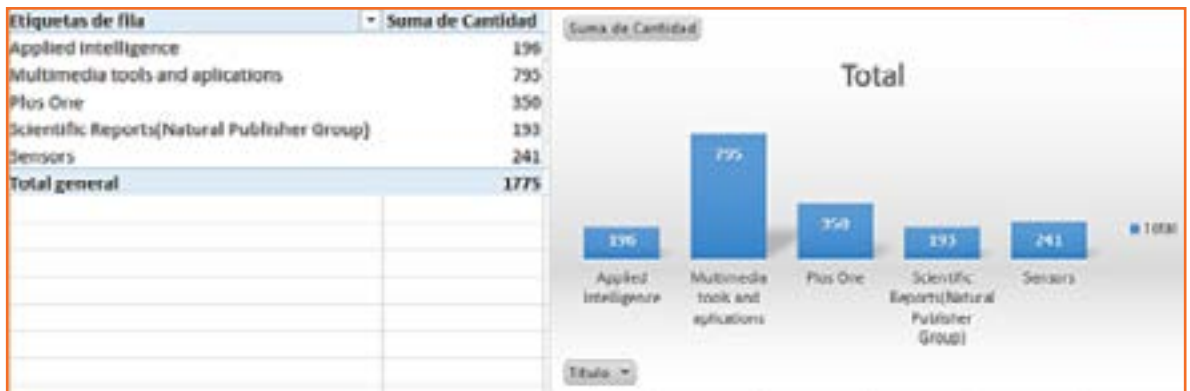 Etiquetas de fila Suma de Cantidad
Applied Intelligence 196
Multimedia tools and aplications 795
Plus One 350
Scientific Reports(Natural Publisher Group) 193
Sensors 241
Total general 1775
Suma de Cantidad
Total
795
350
196
193
241
Total
Applied
Intelligence
Multimedia
tools and
aplications
Plus One
Scientific
Reports(Natural
Publisher
Group)
Sensors
Título